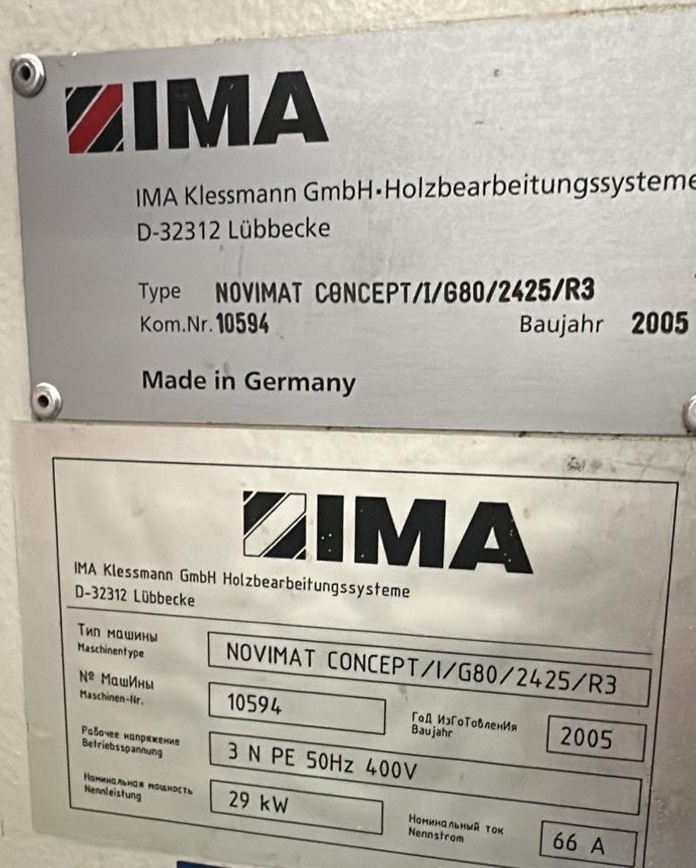 IMA
IMA Klessmann GmbH•Holzbearbeitungssysteme
D-32312 Lübbecke
Type NOVIMAT CONCEPT/I/G80/2425/R3
Kom.Nr. 10594 Baujahr 2005
Made in Germany
IMA
IMA Klessmann GmbH Holzbearbeitungssysteme
D-32312 Lübbecke
Тип машины
Maschinentype
NOVIMAT CONCEPT/I/G80/2425/R3
№ МашИны
Maschinen-Nr.
10594
ГоД ИзГоТовленИя
Baujahr
2005
Рабочее напряжение
Betriebsspannung
3 N PE 50Hz 400V
Номинальная мощность
Nennleistung
29 kW
Номинальный ток
Nennstrom
66 A